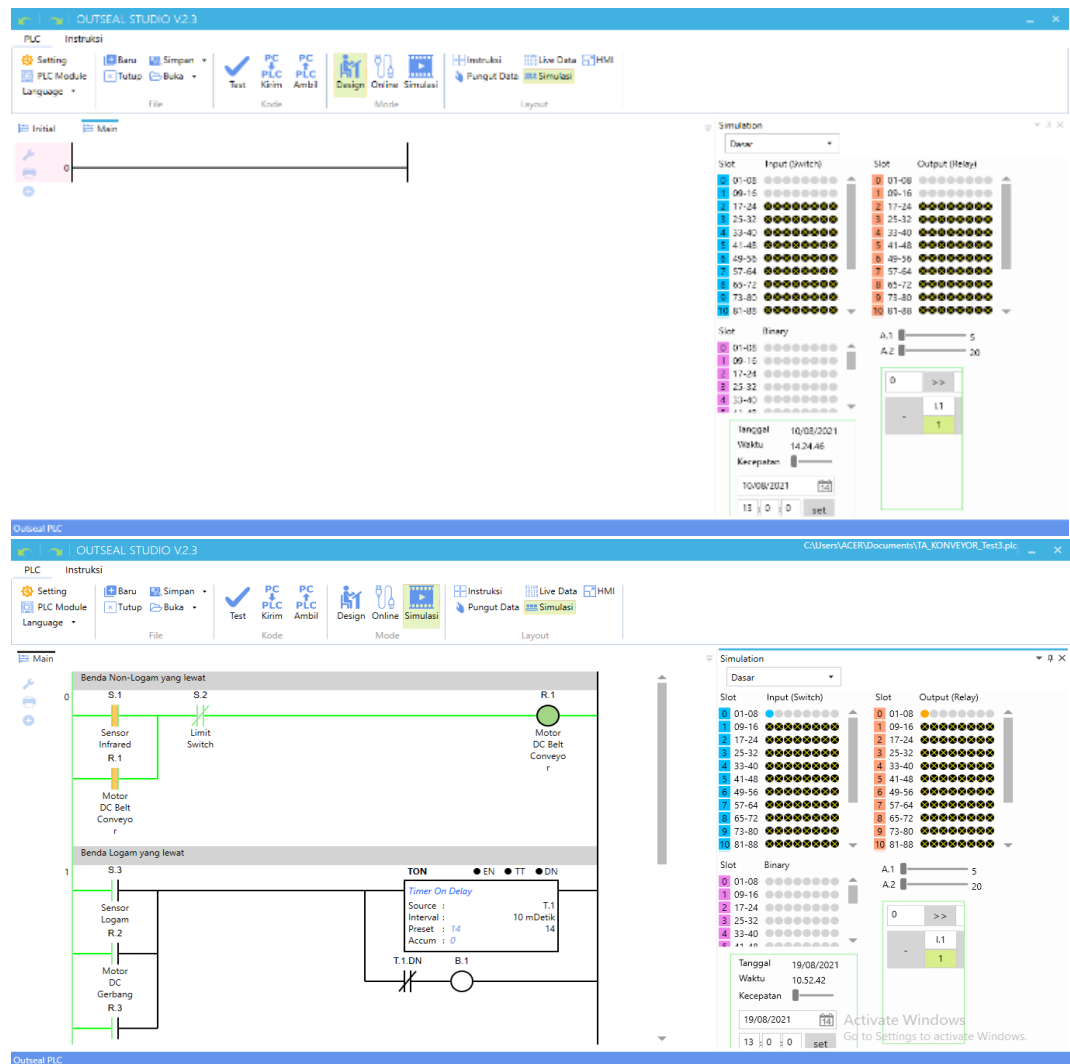 OUTSEAL STUDIO V.2.3
PLC Instruksi
Setting
PLC Module
Language
Baru Simpan
Tutup Buka
File
Test
PC PLC Kirim
PC PLC Ambil
Kode
Design Online Simulasi
Mode
Instruksi Live Data HMI
Pungut Data Simulasi
Layout
Initial Main
0
Simulation
Dasar
Slot Input (Switch) Slot Output (Relay)
0 01-08 0 01-08
1 09-16 1 09-16
2 17-24 2 17-24
3 25-32 3 25-32
4 33-40 4 33-40
5 41-48 5 41-48
6 49-56 6 49-56
7 57-64 7 57-64
8 65-72 8 65-72
9 73-80 9 73-80
10 81-88 10 81-88
Slot Binary
0 01-08
1 09-16
2 17-24
3 25-32
4 33-40
A.1 5
A.2 20
0 >>
- I.1
1
Tanggal 10/08/2021
Waktu 14.24.46
Kecepatan
10/08/2021 14
13 : 0 : 0 set
Outseal PLC
OUTSEAL STUDIO V.2.3 C:\Users\ACER\Documents\TA_KONVEYOR_Test3.plc
PLC Instruksi
Setting
PLC Module
Language
Baru Simpan
Tutup Buka
File
Test
PC PLC Kirim
PC PLC Ambil
Kode
Design Online Simulasi
Mode
Instruksi Live Data HMI
Pungut Data Simulasi
Layout
Main
Benda Non-Logam yang lewat
0 S.1 S.2 R.1
Sensor Limit Motor
Infrared Switch DC Belt
R.1 Conveyo
r
Motor
DC Belt
Conveyo
r
Benda Logam yang lewat
1 S.3 TON EN TT DN
Timer On Delay
Source : T.1
Interval : 10 mDetik
Preset : 14 14
Accum : 0
Sensor
Logam
R.2
T.1.DN B.1
Motor
DC
Gerbang
R.3
Simulation
Dasar
Slot Input (Switch) Slot Output (Relay)
0 01-08 0 01-08
1 09-16 1 09-16
2 17-24 2 17-24
3 25-32 3 25-32
4 33-40 4 33-40
5 41-48 5 41-48
6 49-56 6 49-56
7 57-64 7 57-64
8 65-72 8 65-72
9 73-80 9 73-80
10 81-88 10 81-88
Slot Binary
0 01-08
1 09-16
2 17-24
3 25-32
4 33-40
A.1 5
A.2 20
0 >>
- I.1
1
Tanggal 19/08/2021
Waktu 10.52.42
Kecepatan
19/08/2021 14
13 : 0 : 0 set
Activate Windows
Go to Settings to activate Windows.
Outseal PLC